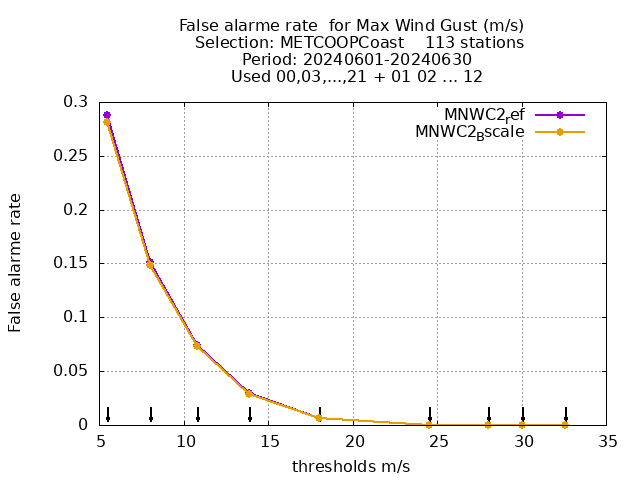 False alarme rate  for Max Wind Gust (m/s)
Selection: METCOOPCoast    113 stations
Period: 20240601-20240630
Used 00,03,...,21 + 01 02 ... 12
MNWC2ref
MNWC2Bscale
0.3
0.25
0.2
0.15
0.1
0.05
0
False alarme rate
5 10 15 20 25 30 35
thresholds m/s